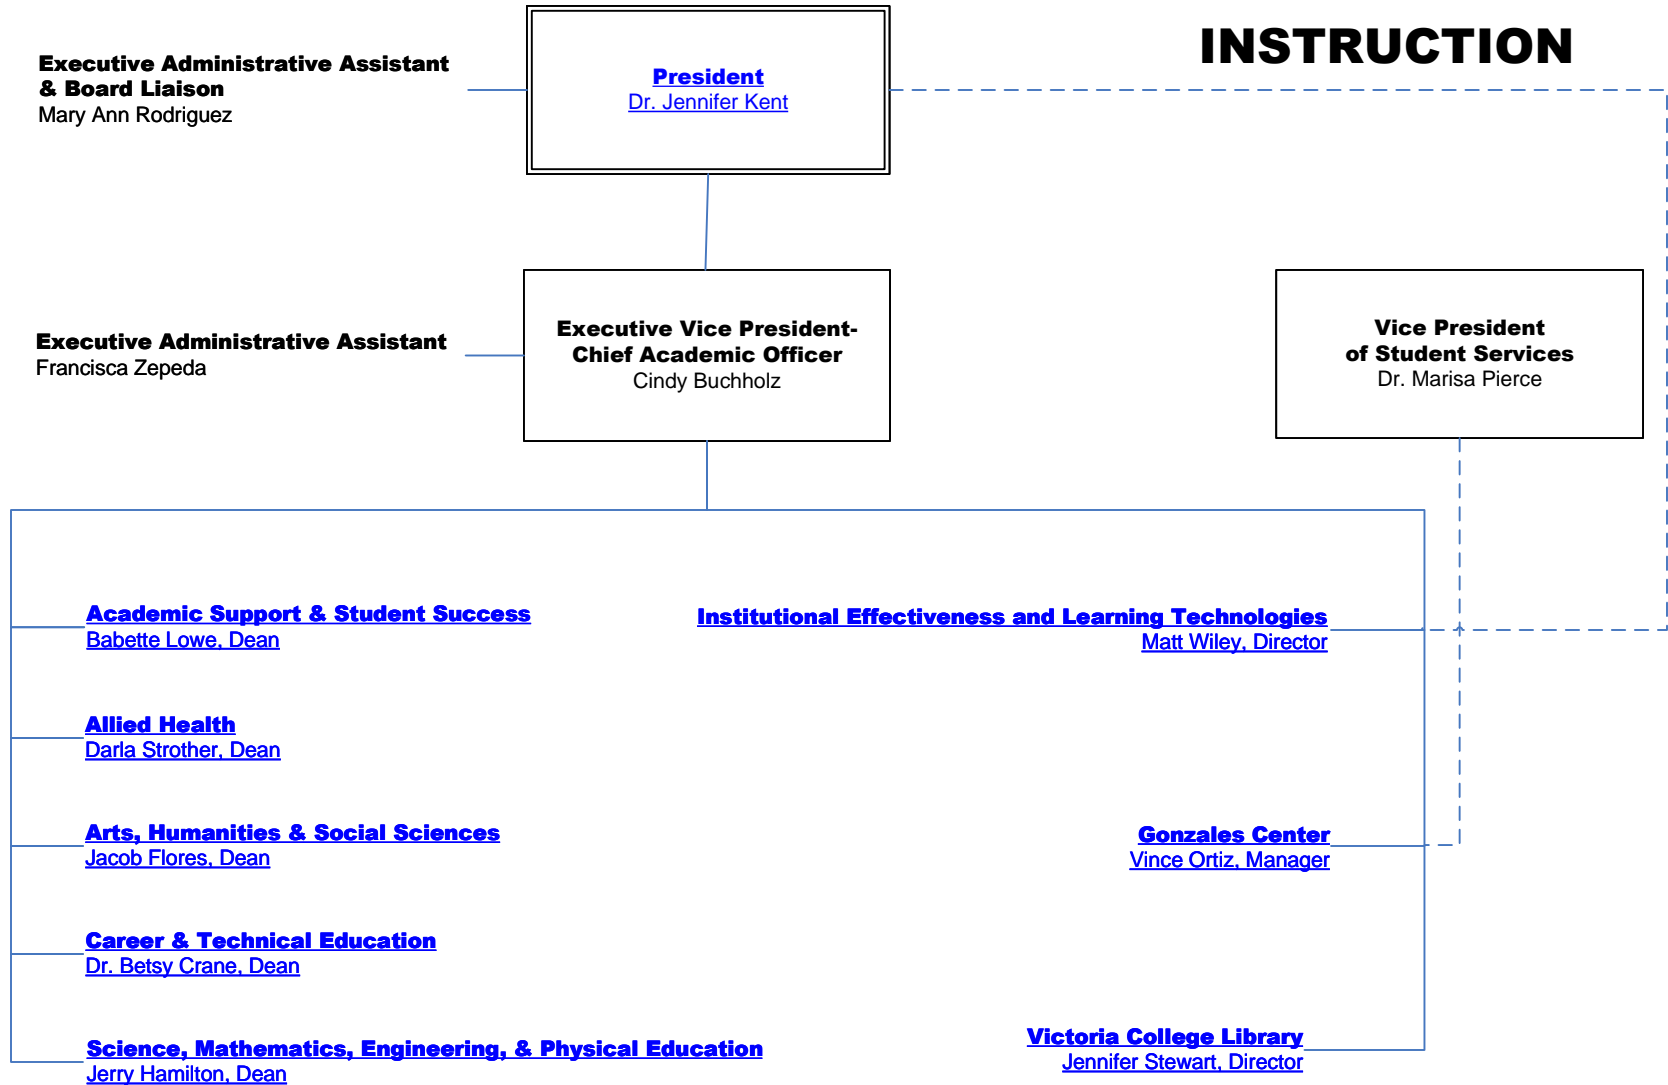 INSTRUCTION
Executive Administrative Assistant
& Board Liaison
Mary Ann Rodriguez
President
Dr. Jennifer Kent
Executive Administrative Assistant
Francisca Zepeda
Executive Vice President-
Chief Academic Officer
Cindy Buchholz
Vice President
of Student Services
Dr. Marisa Pierce
Academic Support & Student Success
Babette Lowe, Dean
Allied Health
Darla Strother, Dean
Arts, Humanities & Social Sciences
Jacob Flores, Dean
Career & Technical Education
Dr. Betsy Crane, Dean
Science, Mathematics, Engineering, & Physical Education
Jerry Hamilton, Dean
Institutional Effectiveness and Learning Technologies
Matt Wiley, Director
Gonzales Center
Vince Ortiz, Manager
Victoria College Library
Jennifer Stewart, Director